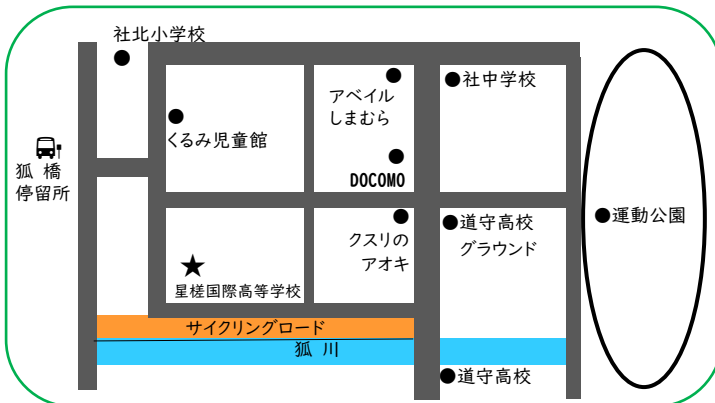 社北小学校
アベイル
しまむら
社中学校
くるみ児童館
狐 橋
停留所
DOCOMO
運動公園
クスリの
アオキ
道守高校
グラウンド
星槎国際高等学校
サイクリングロード
狐 川
道守高校